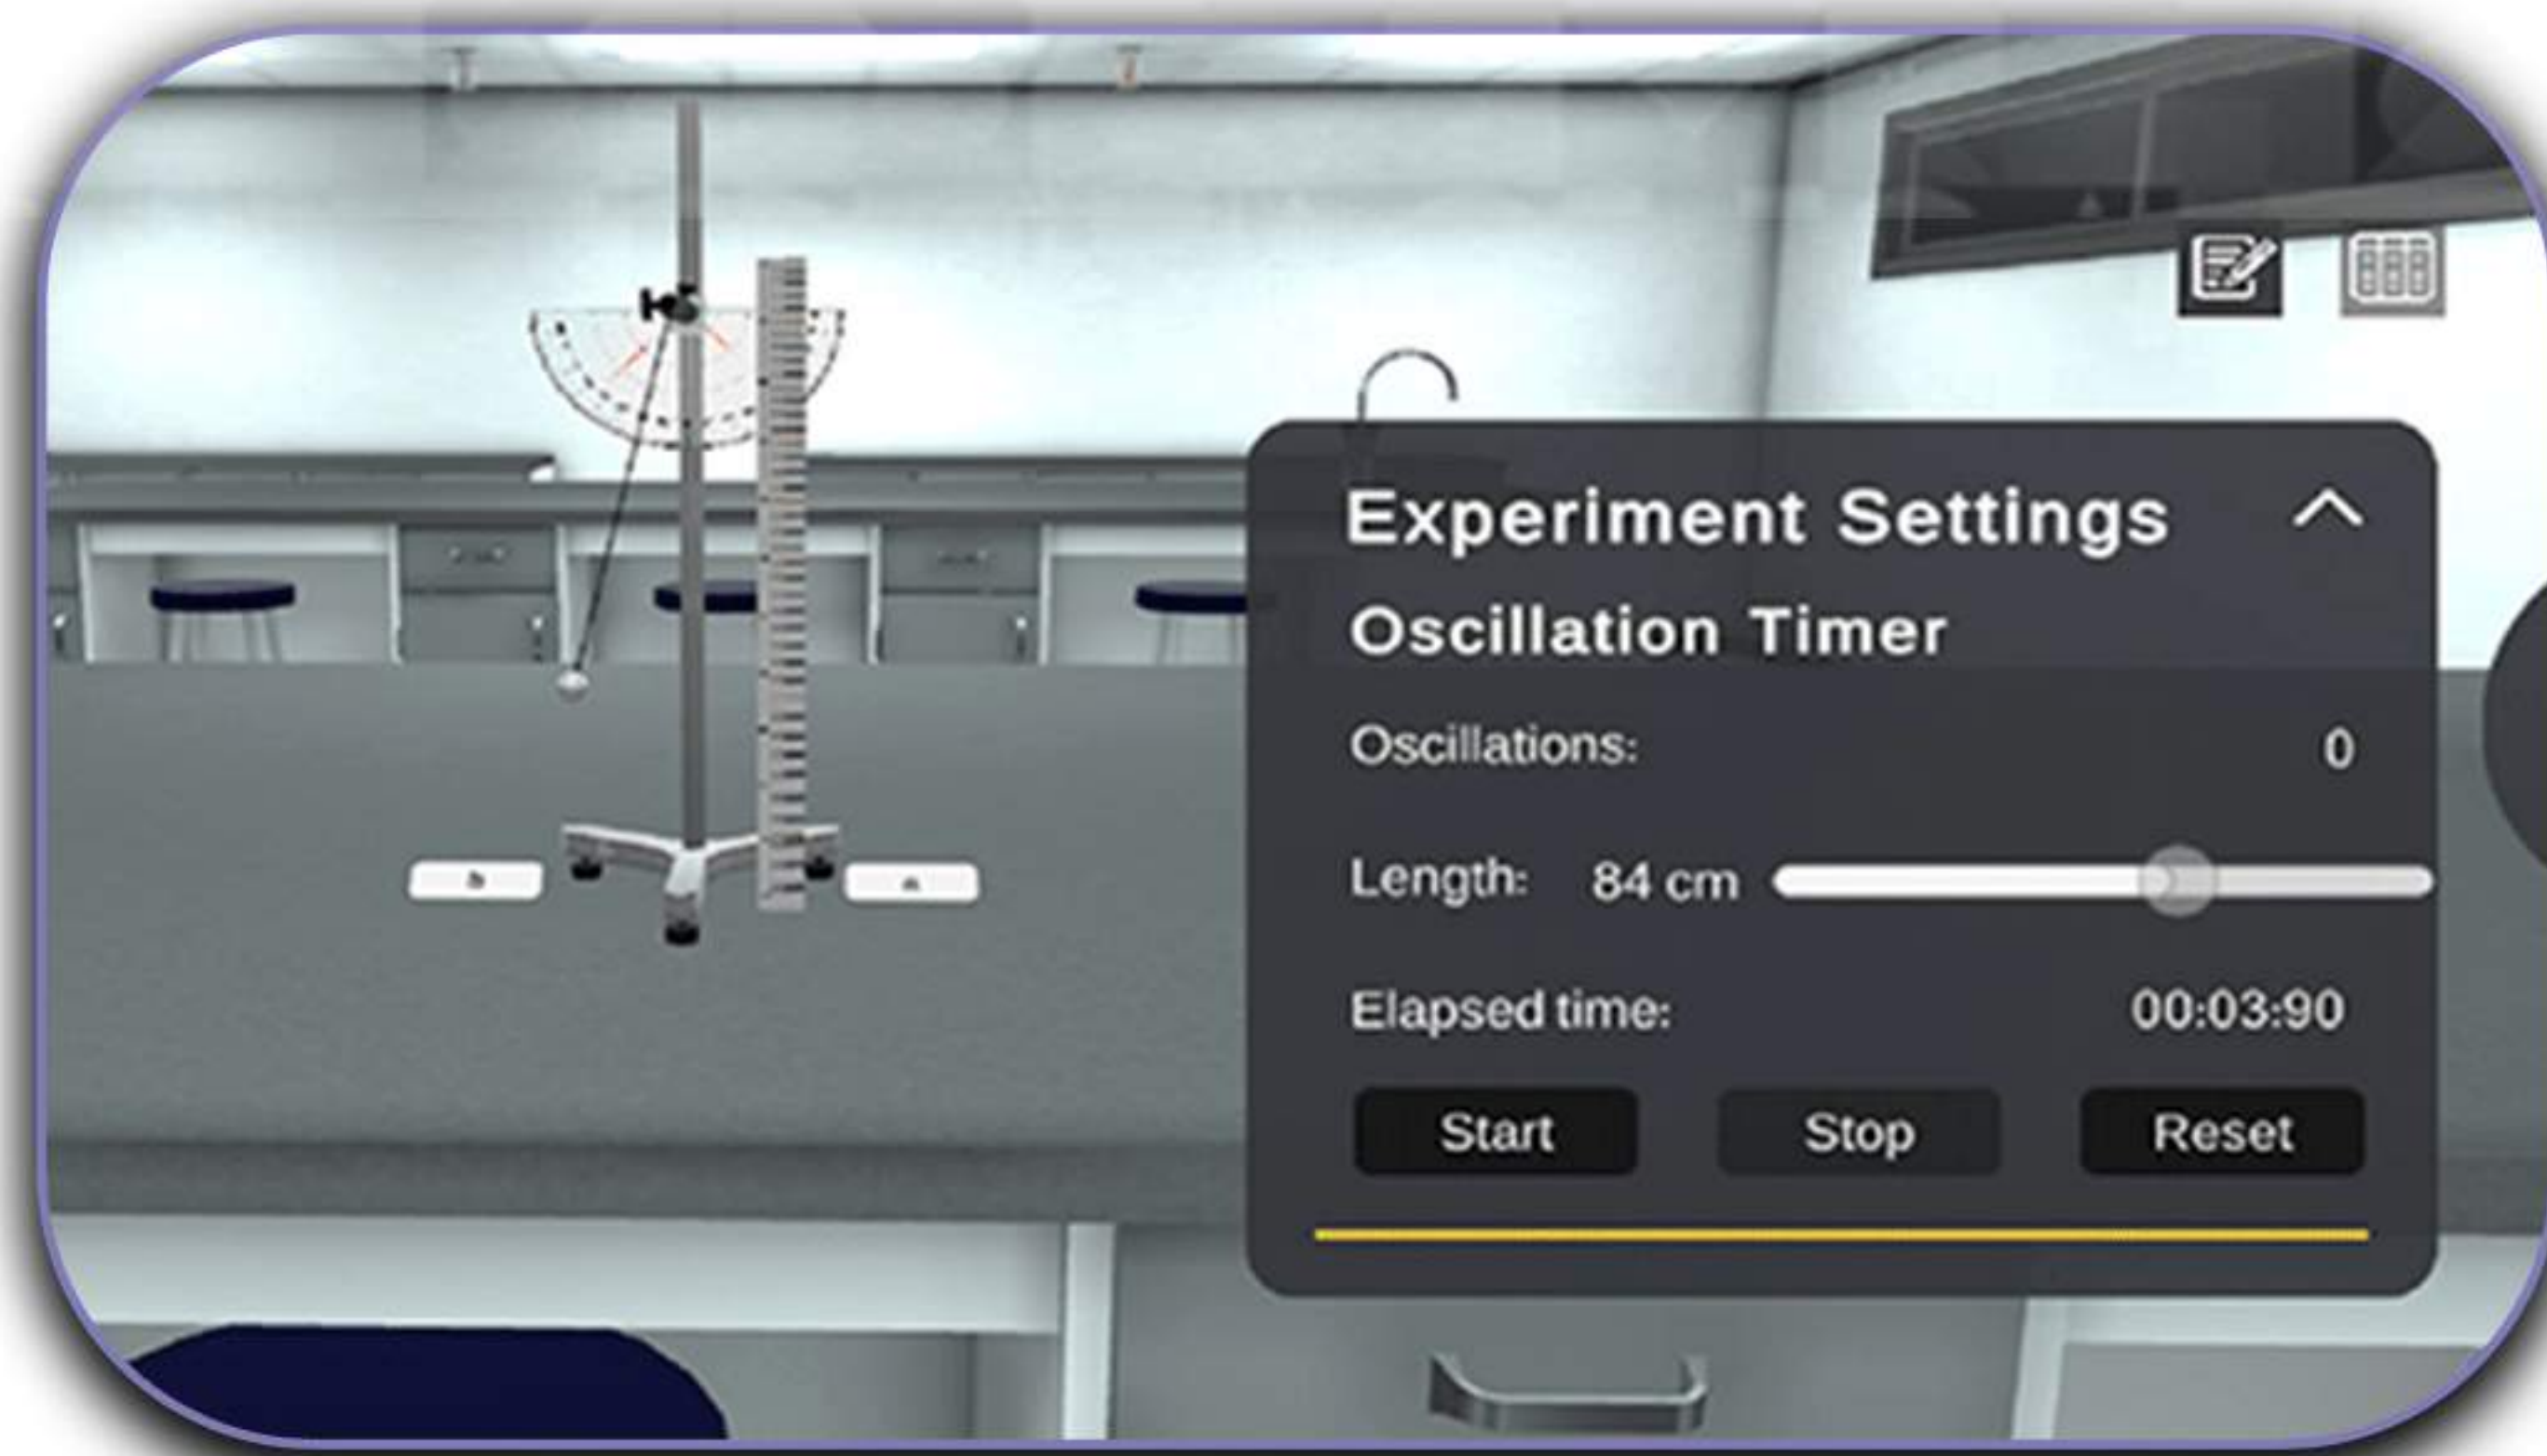 Experiment Settings
Oscillation Timer
Oscillations: 0
Length: 84 cm
Elapsed time: 00:03:90
Start Stop Reset
b a